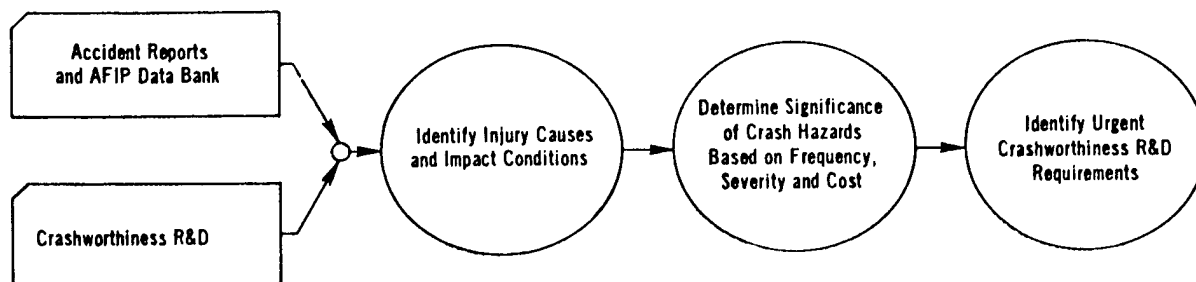 Accident Reports
and AFIP Data Bank
Crashworthiness R&D
Identify Injury Causes
and Impact Conditions
Determine Significance
of Crash Hazards
Based on Frequency,
Severity and Cost
Identify Urgent
Crashworthiness R&D
Requirements